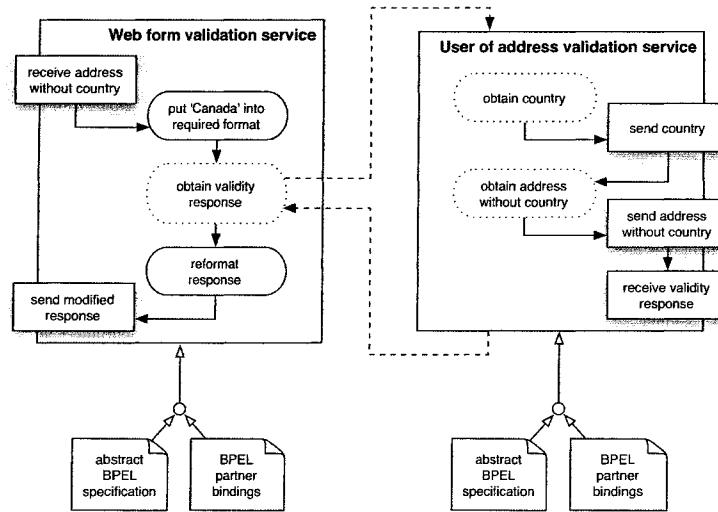 Web form validation service
receive address
without country
put 'Canada' into
required format
obtain validity
response
reformat
response
send modified
response
abstract
BPEL
specification
BPEL
partner
bindings
User of address validation service
obtain country
send country
obtain address
without country
send address
without country
receive validity
response
abstract
BPEL
specification
BPEL
partner
bindings